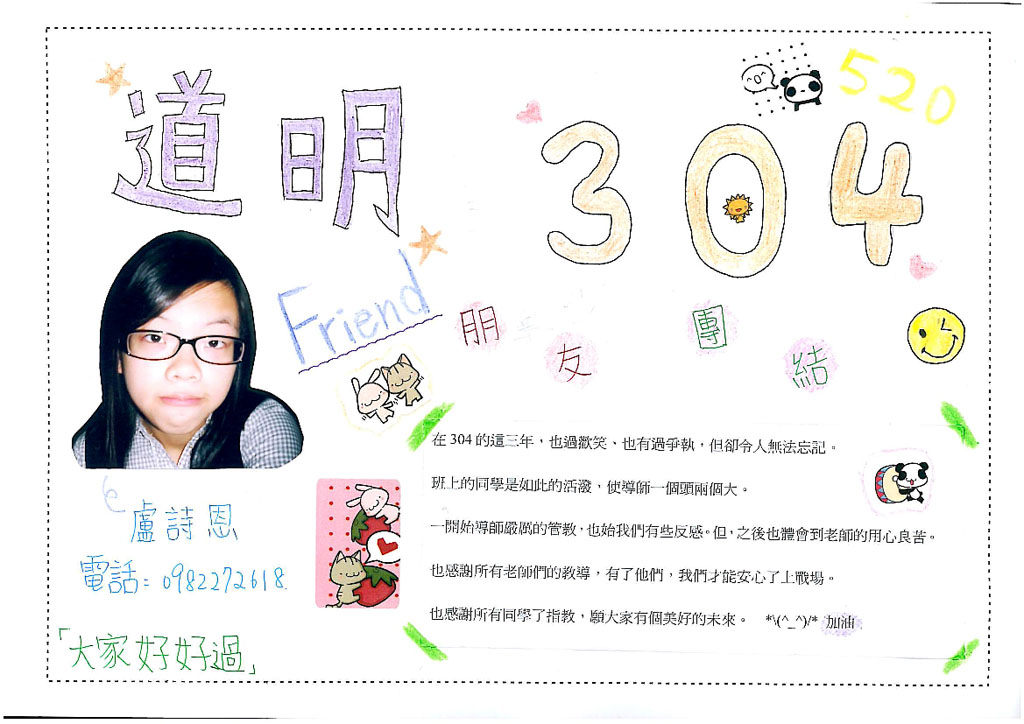 道明 304 520
Friend
朋友團結
在 304 的這三年，也過歡笑、也有過爭執，但卻令人無法忘記。
班上的同學是如此的活潑，使導師一個頭兩個大。
一開始導師嚴厲的管教，也始我們有些反感。但，之後也體會到老師的用心良苦。
也感謝所有老師們的教導，有了他們，我們才能安心了上戰場。
也感謝所有同學了指教，願大家有個美好的未來。 *\(^_^)/* 加油
盧詩恩
電話：0982272618.
「大家好好過」